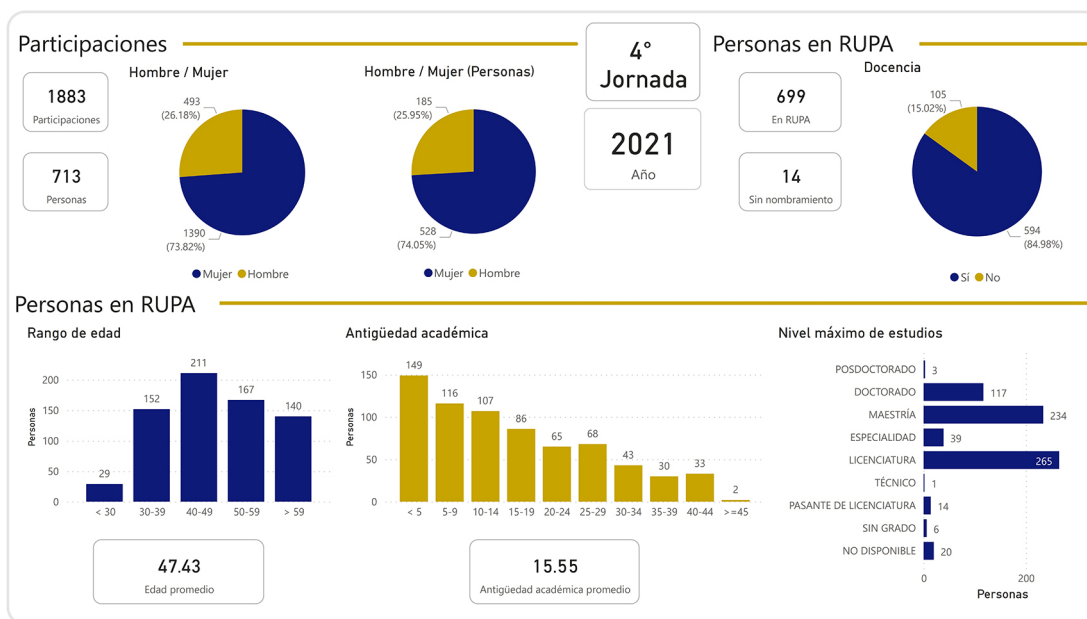 Participaciones
1883
Participaciones
713
Personas
Hombre / Mujer
493
(26.18%)
1390
(73.82%)
Mujer Hombre
Hombre / Mujer (Personas)
185
(25.95%)
528
(74.05%)
Mujer Hombre
4°
Jornada
2021
Año
Personas en RUPA
699
En RUPA
14
Sin nombramiento
Docencia
105
(15.02%)
594
(84.98%)
Sí No
Personas en RUPA
Rango de edad
Personas
200
150
100
50
0
29
152
211
167
140
< 30 30-39 40-49 50-59 > 59
47.43
Edad promedio
Antigüedad académica
Personas
150
100
50
0
149
116
107
86
65
68
43
30
33
2
< 5 5-9 10-14 15-19 20-24 25-29 30-34 35-39 40-44 >=45
15.55
Antigüedad académica promedio
Nivel máximo de estudios
POSDOCTORADO 3
DOCTORADO 117
MAESTRÍA 234
ESPECIALIDAD 39
LICENCIATURA 265
TÉCNICO 1
PASANTE DE LICENCIATURA 14
SIN GRADO 6
NO DISPONIBLE 20
0 200
Personas